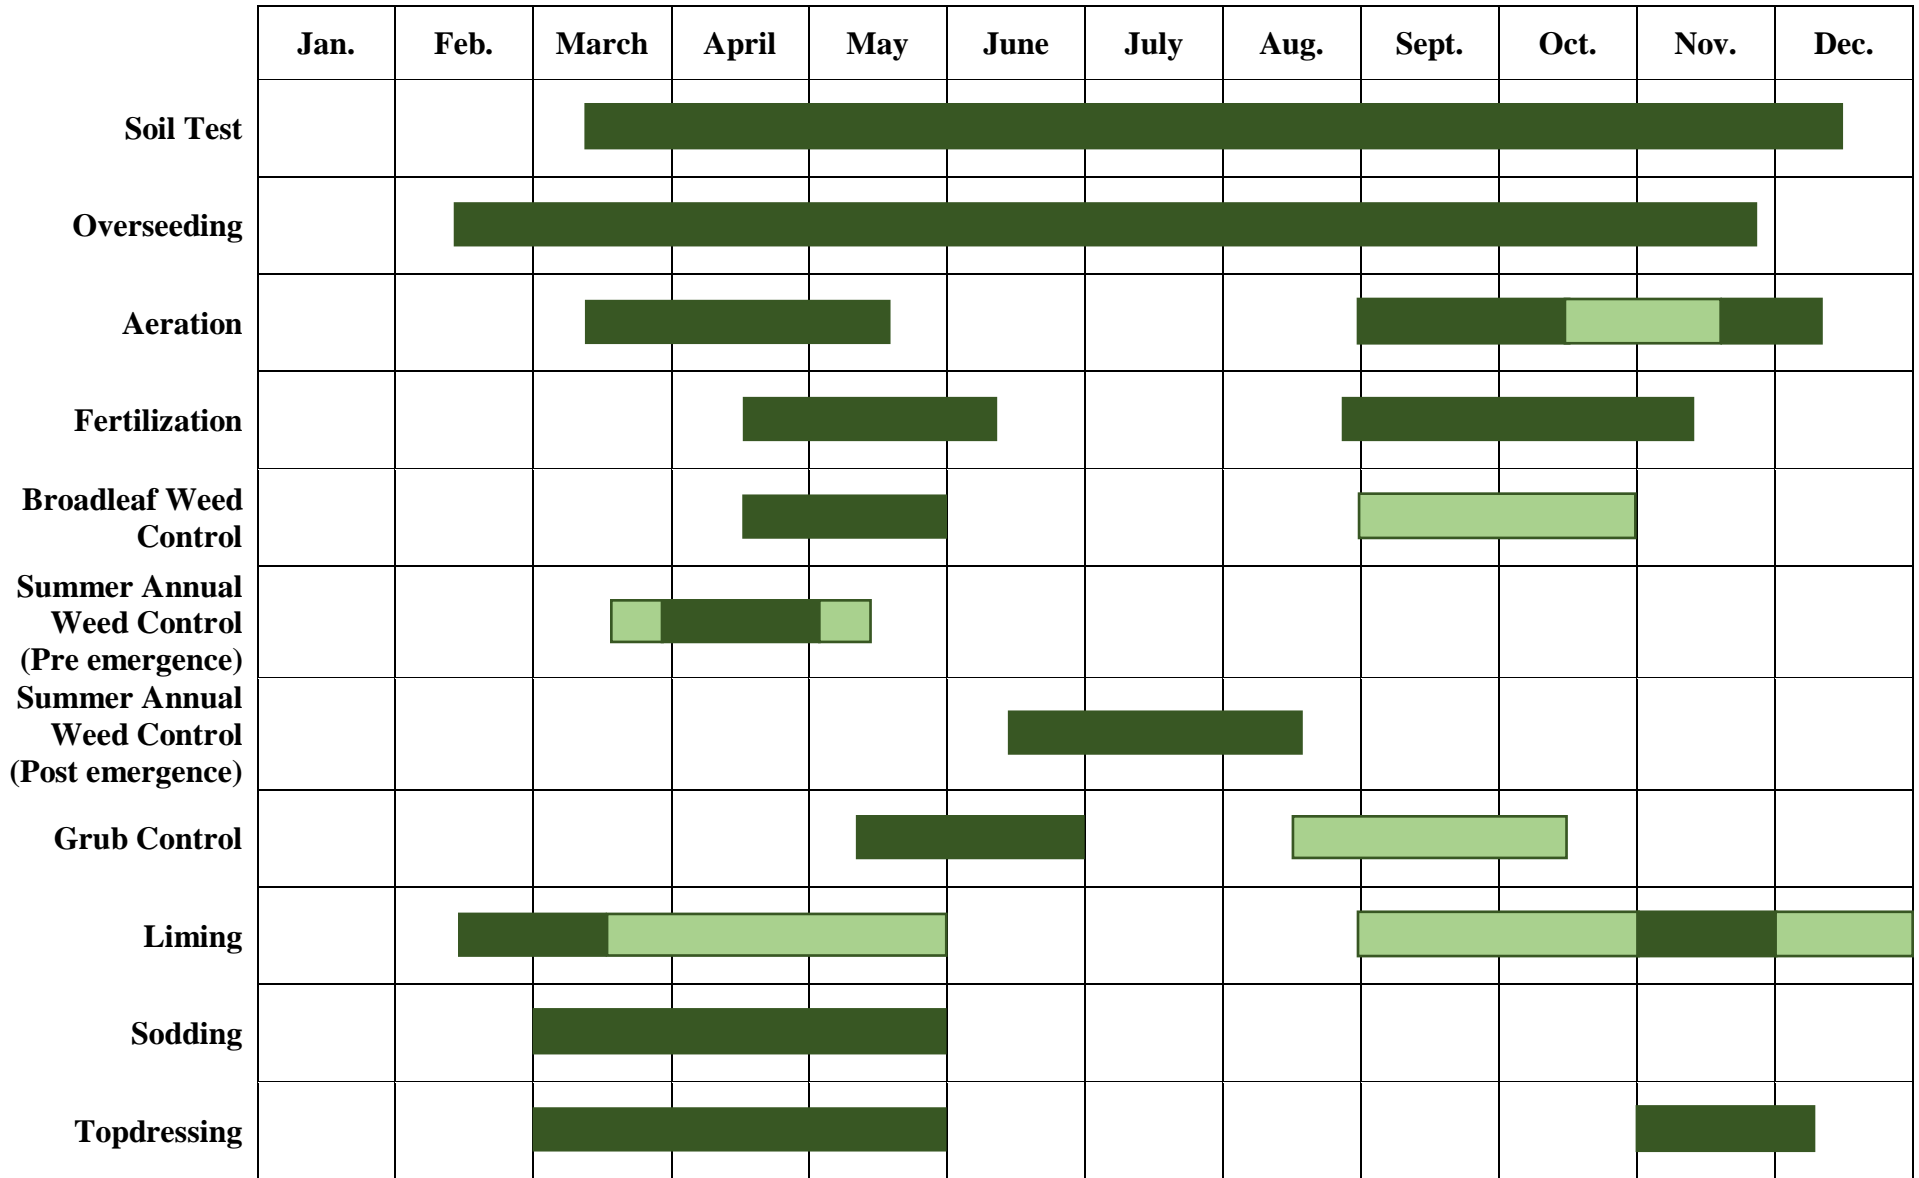 Jan. Feb. March April May June July Aug. Sept. Oct. Nov. Dec.
Soil Test
Overseeding
Aeration
Fertilization
Broadleaf Weed
Control
Summer Annual
Weed Control
(Pre emergence)
Summer Annual
Weed Control
(Post emergence)
Grub Control
Liming
Sodding
Topdressing